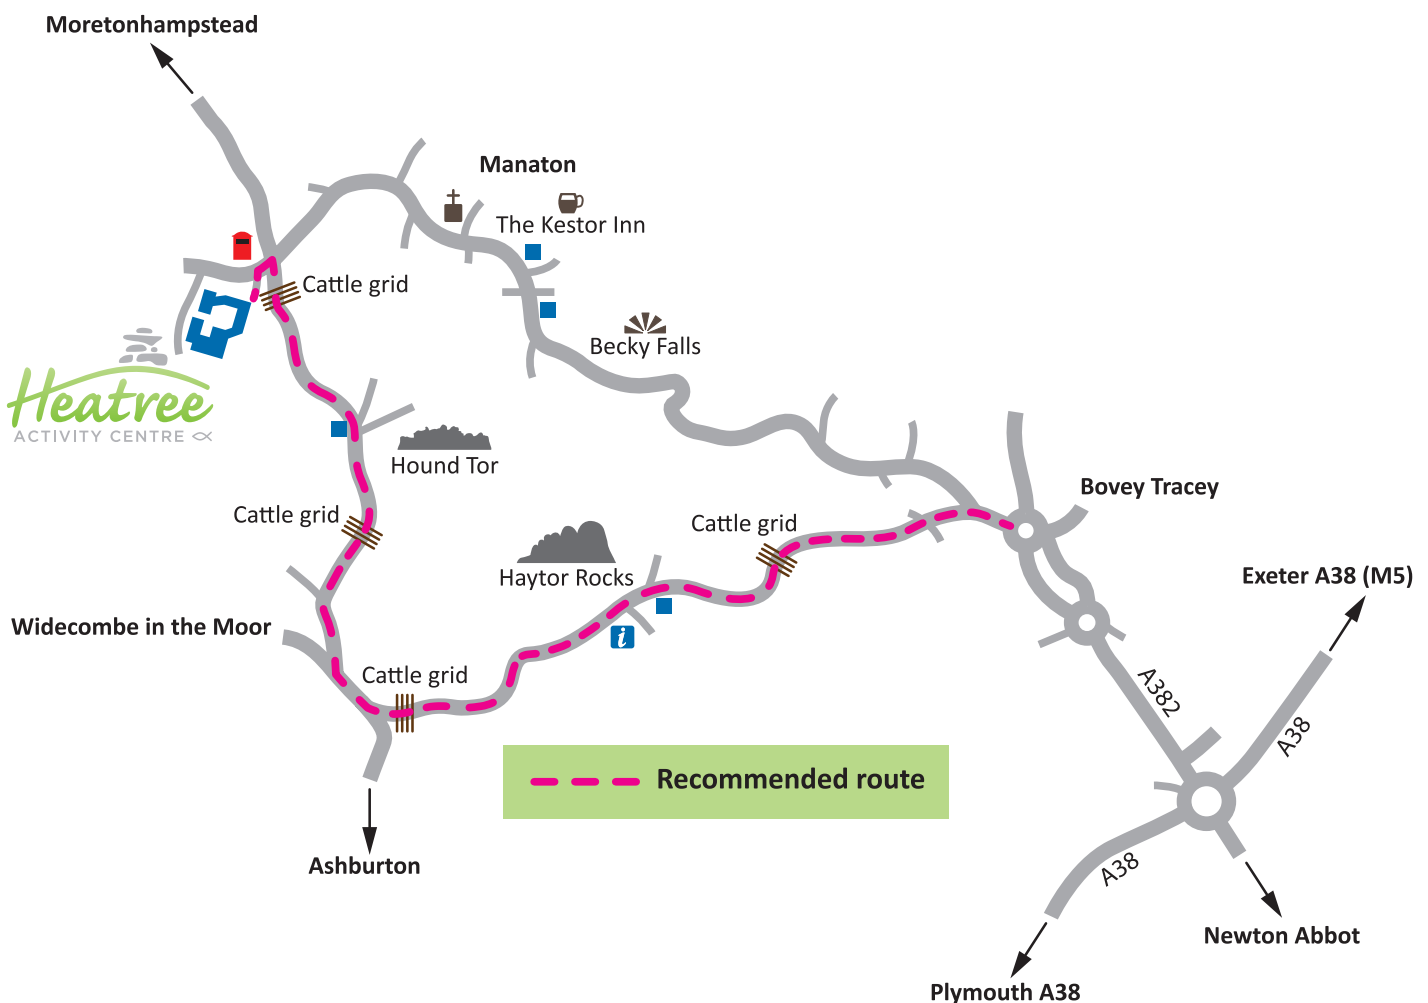 Moretonhampstead
Manaton
The Kestor Inn
Cattle grid
Becky Falls
Heatree
ACTIVITY CENTRE
Hound Tor
Bovey Tracey
Cattle grid
Cattle grid
Haytor Rocks
Exeter A38 (M5)
Widecombe in the Moor
i
Cattle grid
A382
A38
Recommended route
Ashburton
A38
Newton Abbot
Plymouth A38